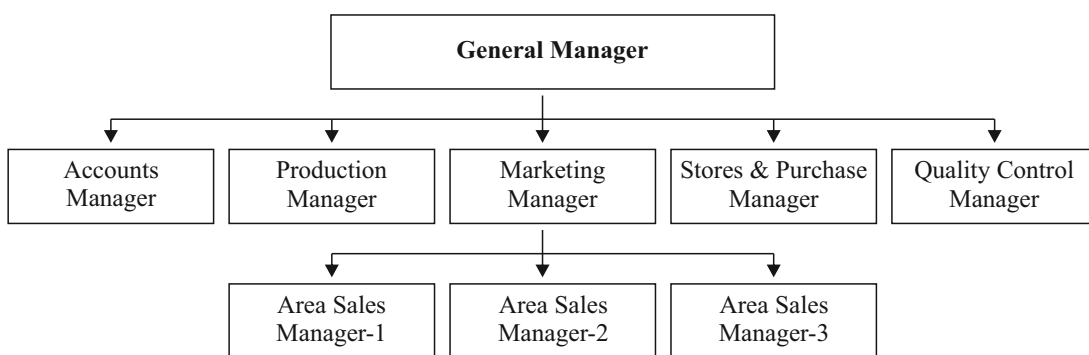 General Manager
Accounts
Manager
Production
Manager
Marketing
Manager
Stores & Purchase
Manager
Quality Control
Manager
Area Sales
Manager-1
Area Sales
Manager-2
Area Sales
Manager-3